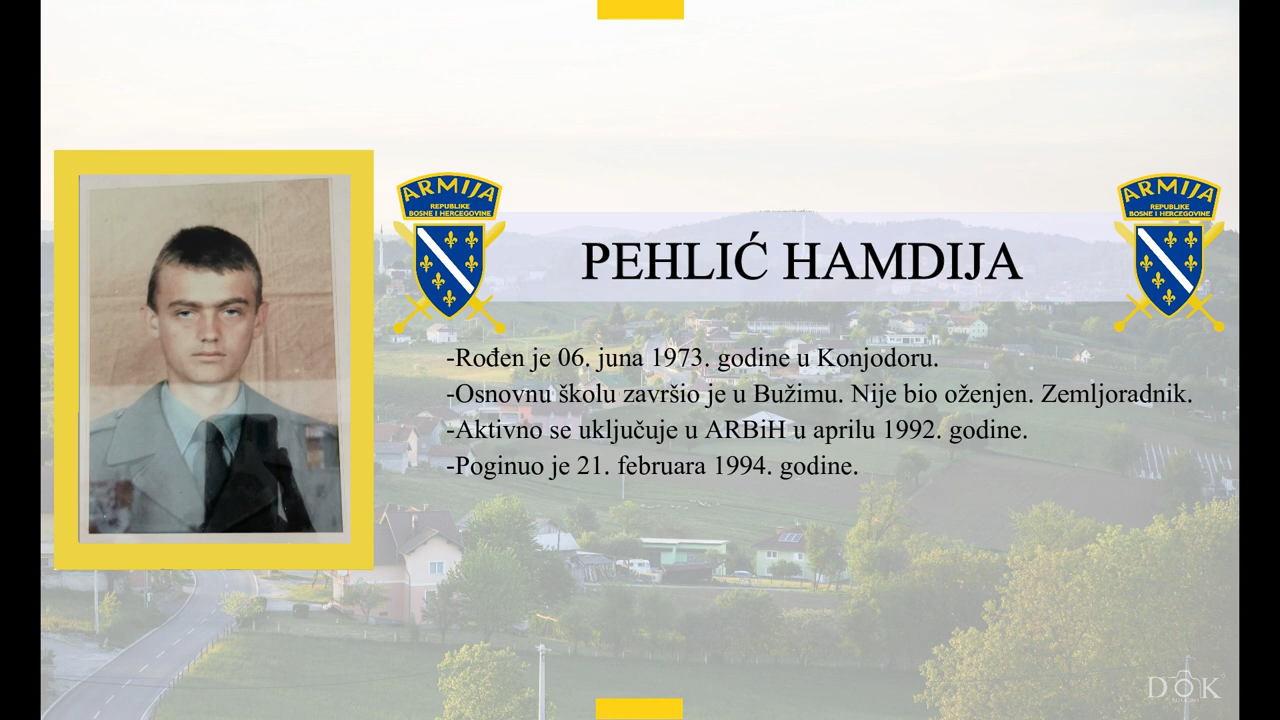 ARMIJA
REPUBLIKE
BOSNE I HERCEGOVINE
ARMIJA
REPUBLIKE
BOSNE I HERCEGOVINE
PEHLIĆ HAMDIJA
-Rođen je 06. juna 1973. godine u Konjodoru.
-Osnovnu školu završio je u Bužimu. Nije bio oženjen. Zemljoradnik.
-Aktivno se uključuje u ARBiH u aprilu 1992. godine.
-Poginuo je 21. februara 1994. godine.
DOK